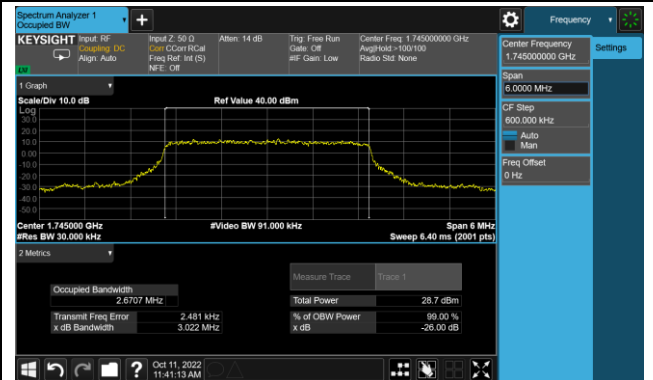 Spectrum Analyzer 1
Occupied BW
Frequency
KEYSIGHT
Input: RF
Coupling: DC
Align: Auto
Input Z: 50 Ω
Corr CCorr RCal
Freq Ref: Int (S)
NFE: Off
Atten: 14 dB
Trig: Free Run
Gate: Off
#IF Gain: Low
Center Freq: 1.745000000 GHz
Avg|Hold:>100/100
Radio Std: None
LW
Center Frequency
1.745000000 GHz
Settings
Span
6.0000 MHz
CF Step
600.000 kHz
Auto
Man
Freq Offset
0 Hz
1 Graph
Scale/Div 10.0 dB
Ref Value 40.00 dBm
Log
30.0
20.0
10.0
0.00
-10.0
-20.0
-30.0
-40.0
-50.0
Center 1.745000 GHz
#Video BW 91.000 kHz
Span 6 MHz
#Res BW 30.000 kHz
Sweep 6.40 ms (2001 pts)
2 Metrics
Measure Trace
Trace 1
Occupied Bandwidth
2.6707 MHz
Total Power
28.7 dBm
Transmit Freq Error
2.481 kHz
% of OBW Power
99.00 %
x dB Bandwidth
3.022 MHz
x dB
-26.00 dB
?
Oct 11, 2022
11:41:13 AM